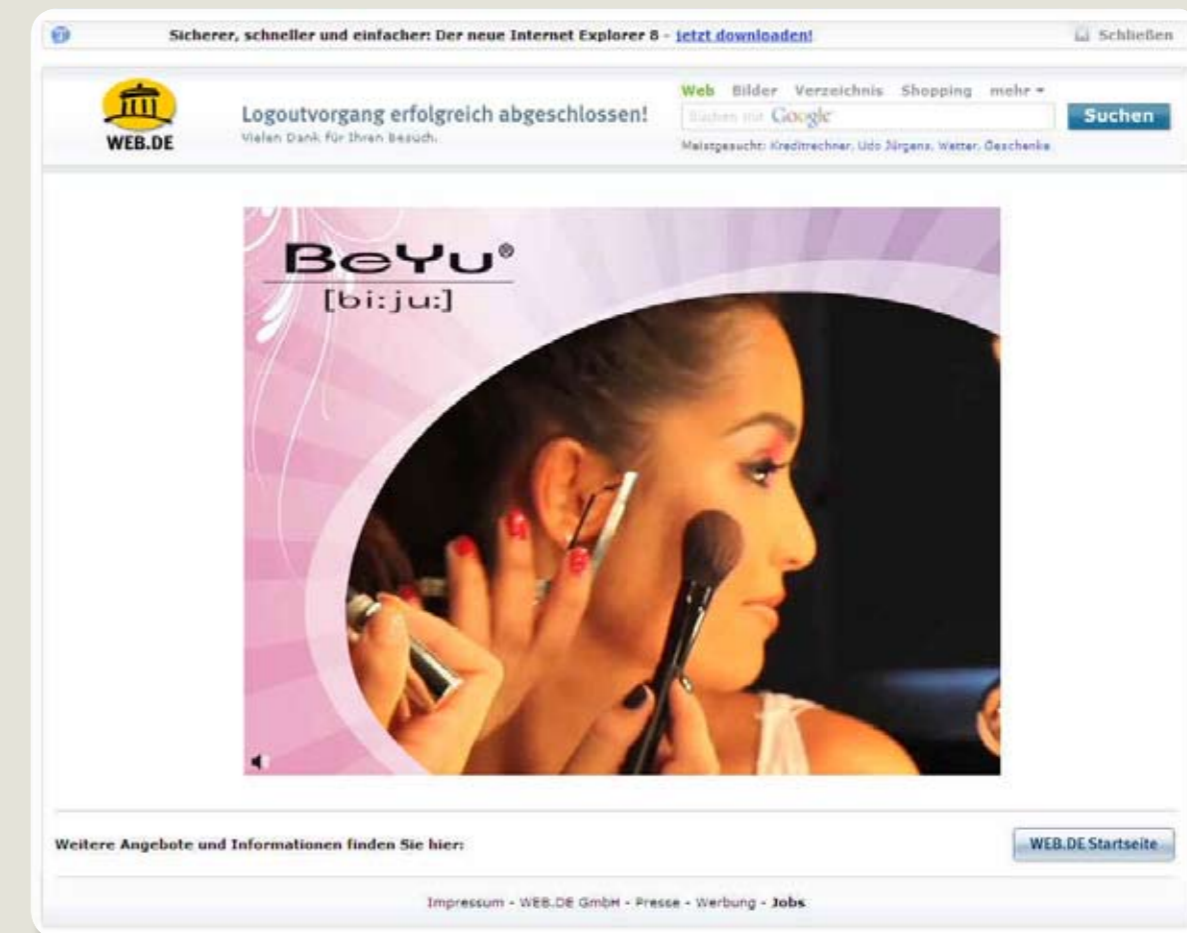 Sicherer, schneller und einfacher: Der neue Internet Explorer 8 - jetzt downloaden!
Schließen
WEB.DE
Logoutvorgang erfolgreich abgeschlossen!
Vielen Dank für Ihren Besuch.
Web Bilder Verzeichnis Shopping mehr
Suchen mit Google
Suchen
Meistgesucht: Kreditrechner, Udo Jürgens, Wetter, Geschenke
BeYu®
[bi:ju:]
Weitere Angebote und Informationen finden Sie hier:
WEB.DE Startseite
Impressum - WEB.DE GmbH - Presse - Werbung - Jobs